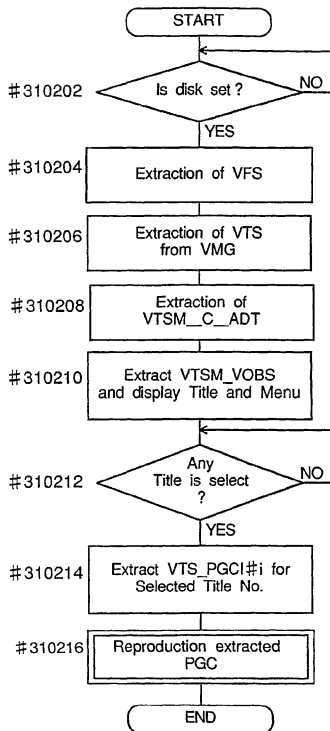 START
#310202
Is disk set?
NO
YES
#310204
Extraction of VFS
#310206
Extraction of VTS
from VMG
#310208
Extraction of
VTSM__C__ADT
#310210
Extract VTSM_VOBS
and display Title and Menu
#310212
Any
Title is select
?
NO
YES
#310214
Extract VTS_PGCI#i for
Selected Title No.
#310216
Reproduction extracted
PGC
END